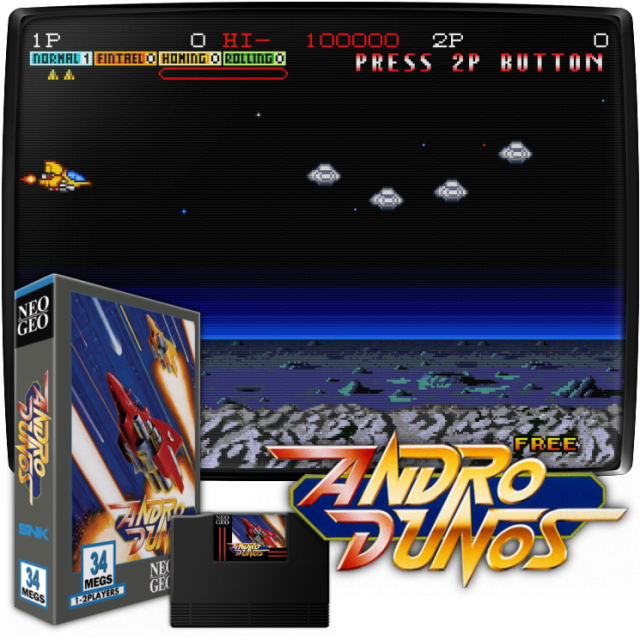 1P 0 HI- 100000 2P 0
NORMAL 1 FINTREL 0 HOMING 0 ROLLING 0
PRESS 2P BUTTON
NEO
GEO
ANDRO
DUNOS
SNK
34
MEGS
ANDRO
DUNOS
34
MEGS
1-2PLAYERS
NEO
GEO
NEO
GEO
ANDRO
DUNOS
FREE
ANDRO
DUNOS